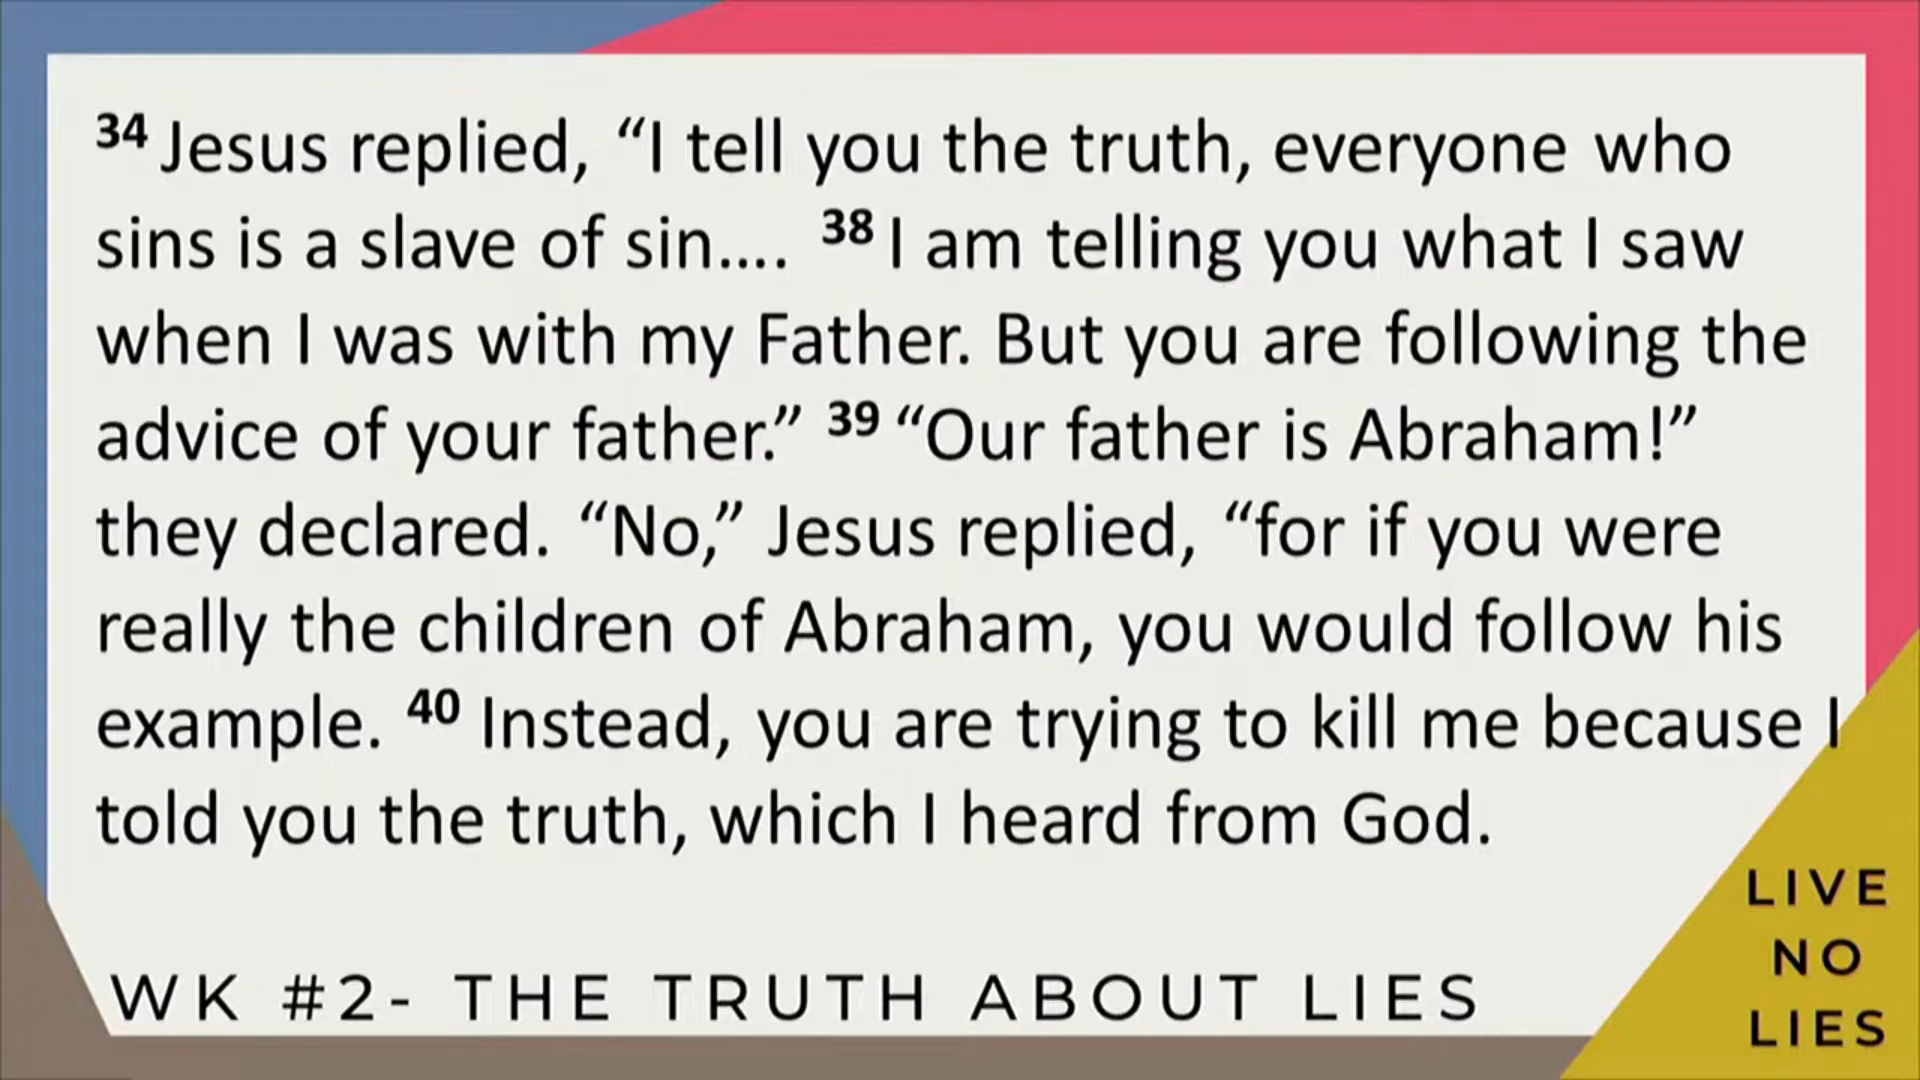 34 Jesus replied, “I tell you the truth, everyone who
sins is a slave of sin.... 38 I am telling you what I saw
when I was with my Father. But you are following the
advice of your father.” 39 “Our father is Abraham!”
they declared. “No,” Jesus replied, “for if you were
really the children of Abraham, you would follow his
example. 40 Instead, you are trying to kill me because I
told you the truth, which I heard from God.
WK #2- THE TRUTH ABOUT LIES
LIVE
NO
LIES